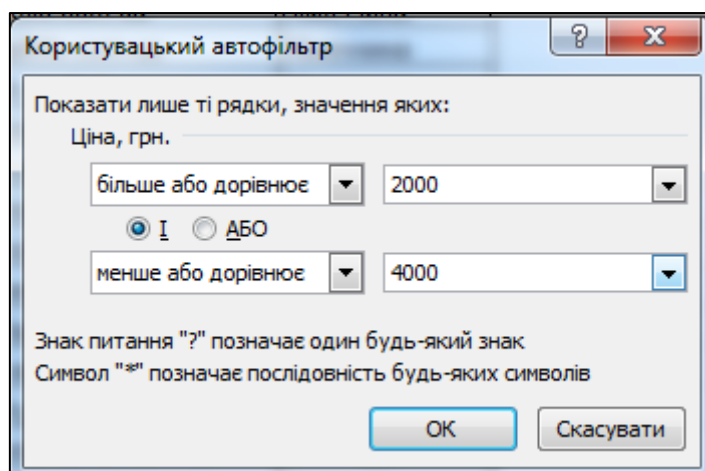 Користувацький автофільтр
Показати лише ті рядки, значення яких:
Ціна, грн.
більше або дорівнює 2000
І АБО
менше або дорівнює 4000
Знак питання "?" позначає один будь-який знак
Символ "*" позначає послідовність будь-яких символів
ОК Скасувати